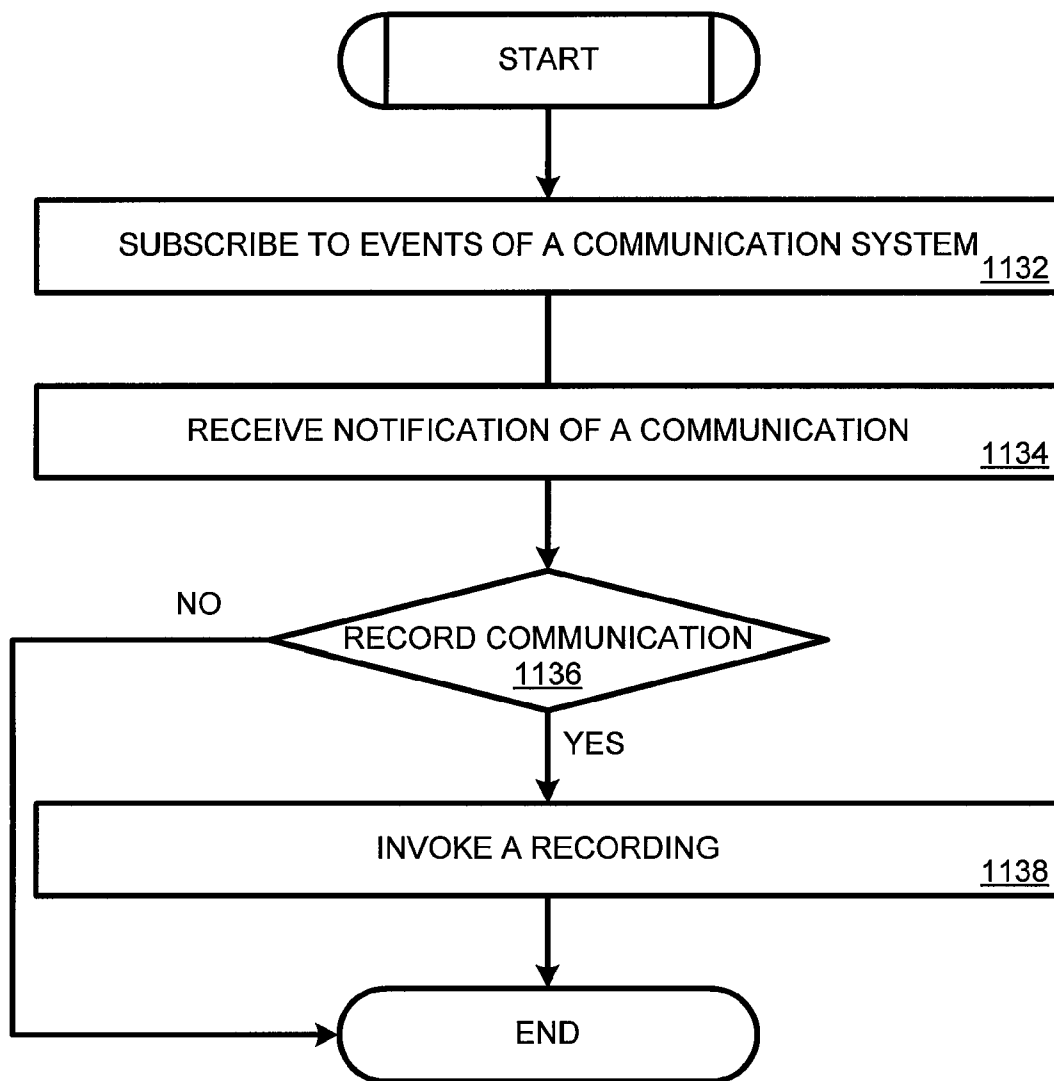 START
SUBSCRIBE TO EVENTS OF A COMMUNICATION SYSTEM
1132
RECEIVE NOTIFICATION OF A COMMUNICATION
1134
NO
RECORD COMMUNICATION
1136
YES
INVOKE A RECORDING
1138
END